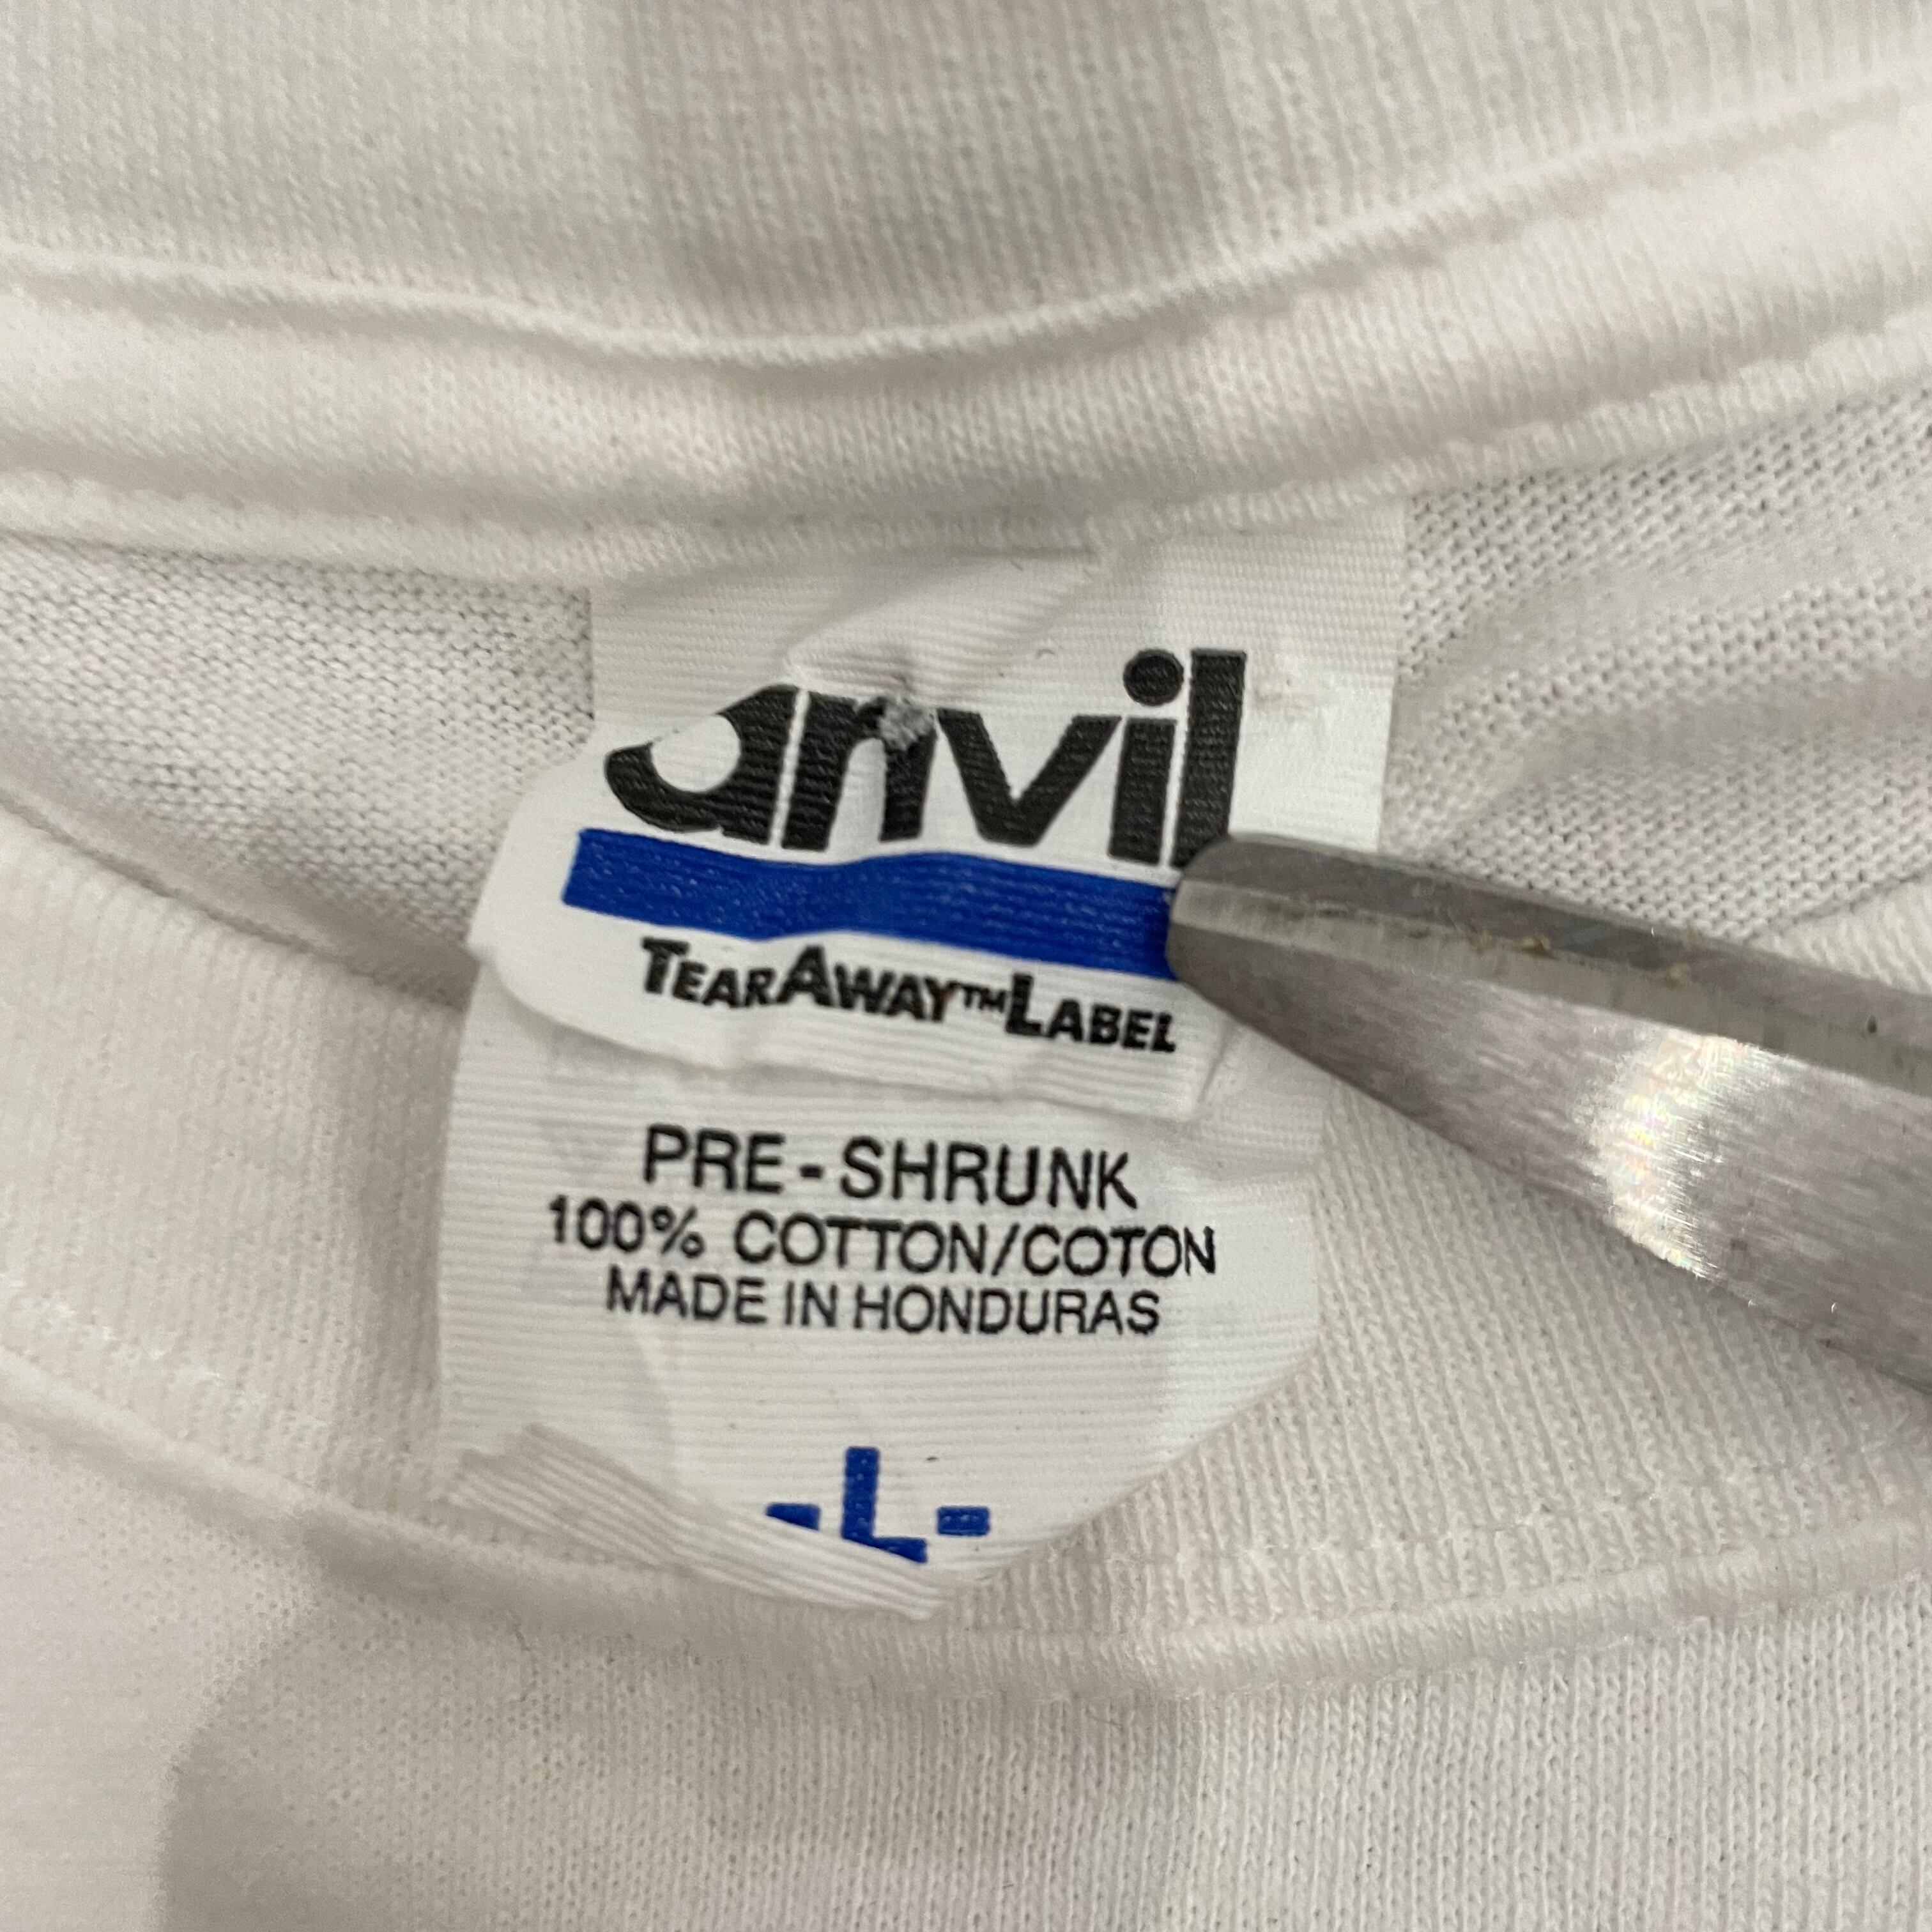 anvil
TEARAWAY™LABEL
PRE-SHRUNK
100% COTTON/COTON
MADE IN HONDURAS
-L-